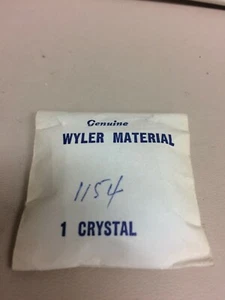 Genuine
WYLER MATERIAL
1154
1 CRYSTAL